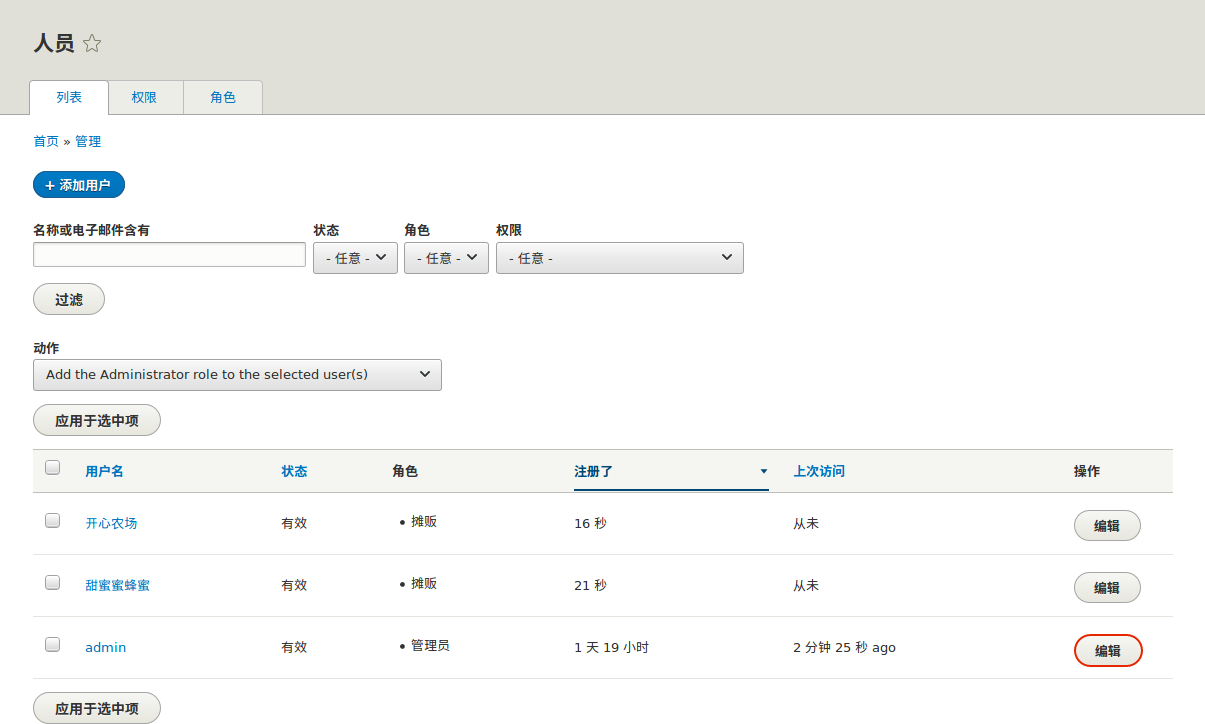 人员
列表 权限 角色
首页 » 管理
+ 添加用户
名称或电子邮件含有 状态 角色 权限
- 任意 - - 任意 - - 任意 -
过滤
动作
Add the Administrator role to the selected user(s)
应用于选中项
用户名 状态 角色 注册了 上次访问 操作
开心农场 有效 • 摊贩 16 秒 从未 编辑
甜蜜蜜蜂蜜 有效 • 摊贩 21 秒 从未 编辑
admin 有效 • 管理员 1 天 19 小时 2 分钟 25 秒 ago 编辑
应用于选中项